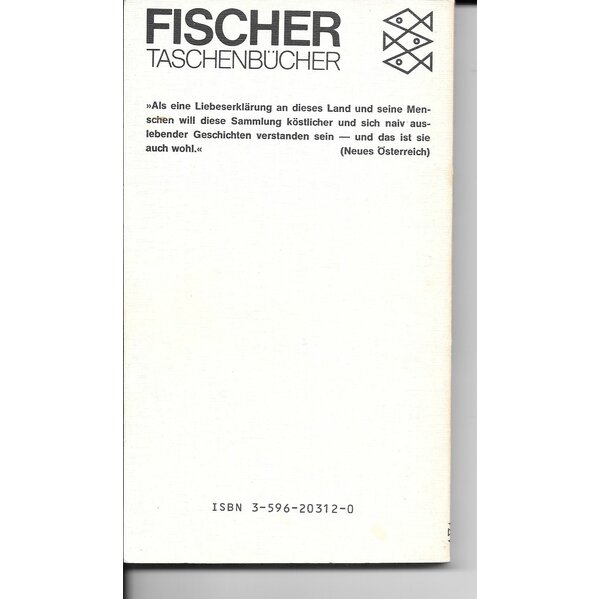 FISCHER
TASCHENBÜCHER
»Als eine Liebeserklärung an dieses Land und seine Men-
schen will diese Sammlung köstlicher und sich naiv aus-
lebender Geschichten verstanden sein — und das ist sie
auch wohl.« (Neues Österreich)
ISBN 3-596-20312-0